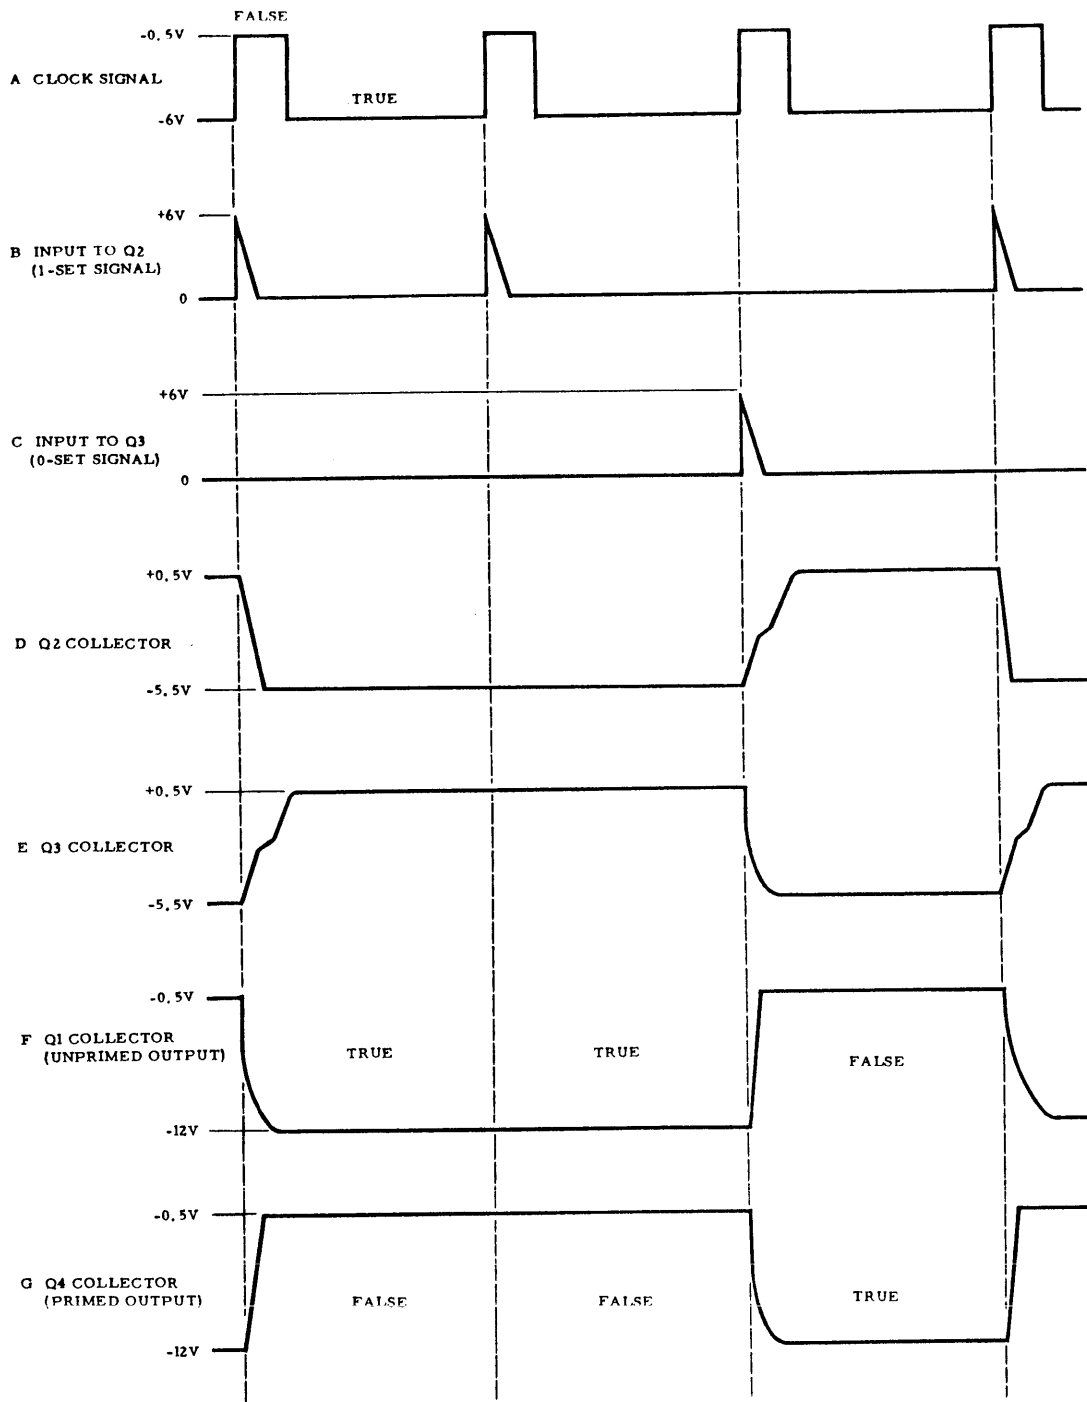 FALSE
-0.5V
A CLOCK SIGNAL
TRUE
-6V
+6V
B INPUT TO Q2
(1-SET SIGNAL)
0
+6V
C INPUT TO Q3
(0-SET SIGNAL)
0
+0.5V
D Q2 COLLECTOR
-5.5V
+0.5V
E Q3 COLLECTOR
-5.5V
-0.5V
F Q1 COLLECTOR
(UNPRIMED OUTPUT)
TRUE
TRUE
FALSE
-12V
-0.5V
G Q4 COLLECTOR
(PRIMED OUTPUT)
FALSE
FALSE
TRUE
-12V